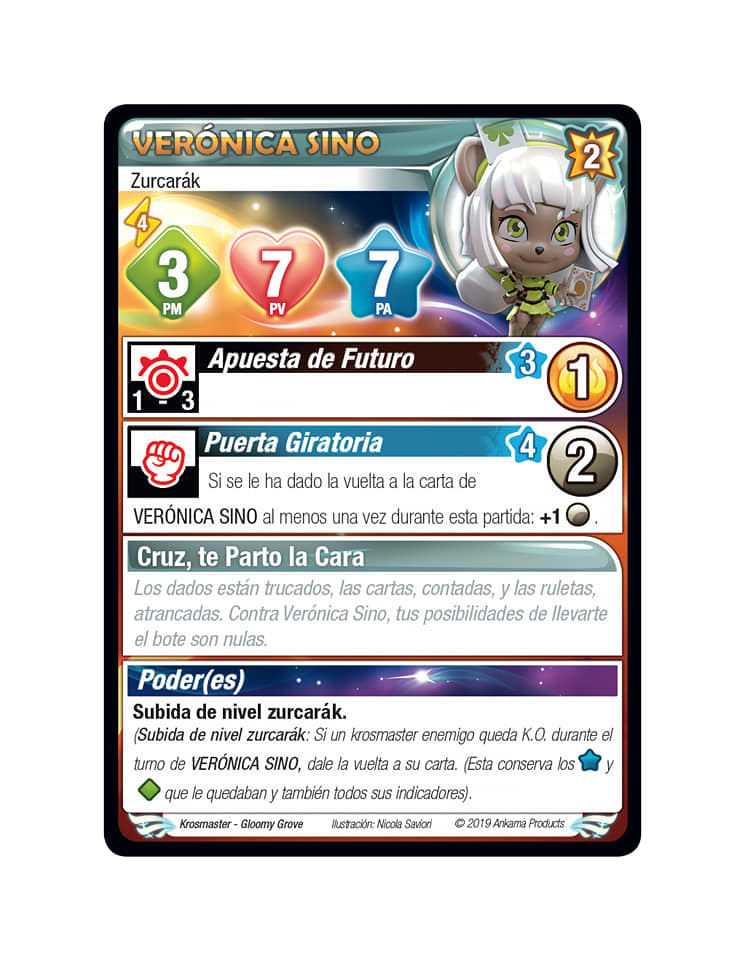 VERÓNICA SINO
2
Zurcarák
4
3
PM
7
PV
7
PA
Apuesta de Futuro
3
1
1 - 3
Puerta Giratoria
4
2
Si se le ha dado la vuelta a la carta de
VERÓNICA SINO al menos una vez durante esta partida: +1 .
Cruz, te Parto la Cara
Los dados están trucados, las cartas, contadas, y las ruletas,
atrancadas. Contra Verónica Sino, tus posibilidades de llevarte
el bote son nulas.
Poder(es)
Subida de nivel zurcarák.
(Subida de nivel zurcarák: Si un krosmaster enemigo queda K.O. durante el
turno de VERÓNICA SINO, dale la vuelta a su carta. (Esta conserva los y
que le quedaban y también todos sus indicadores).
Krosmaster - Gloomy Grove Ilustración: Nicola Saviori © 2019 Ankama Products